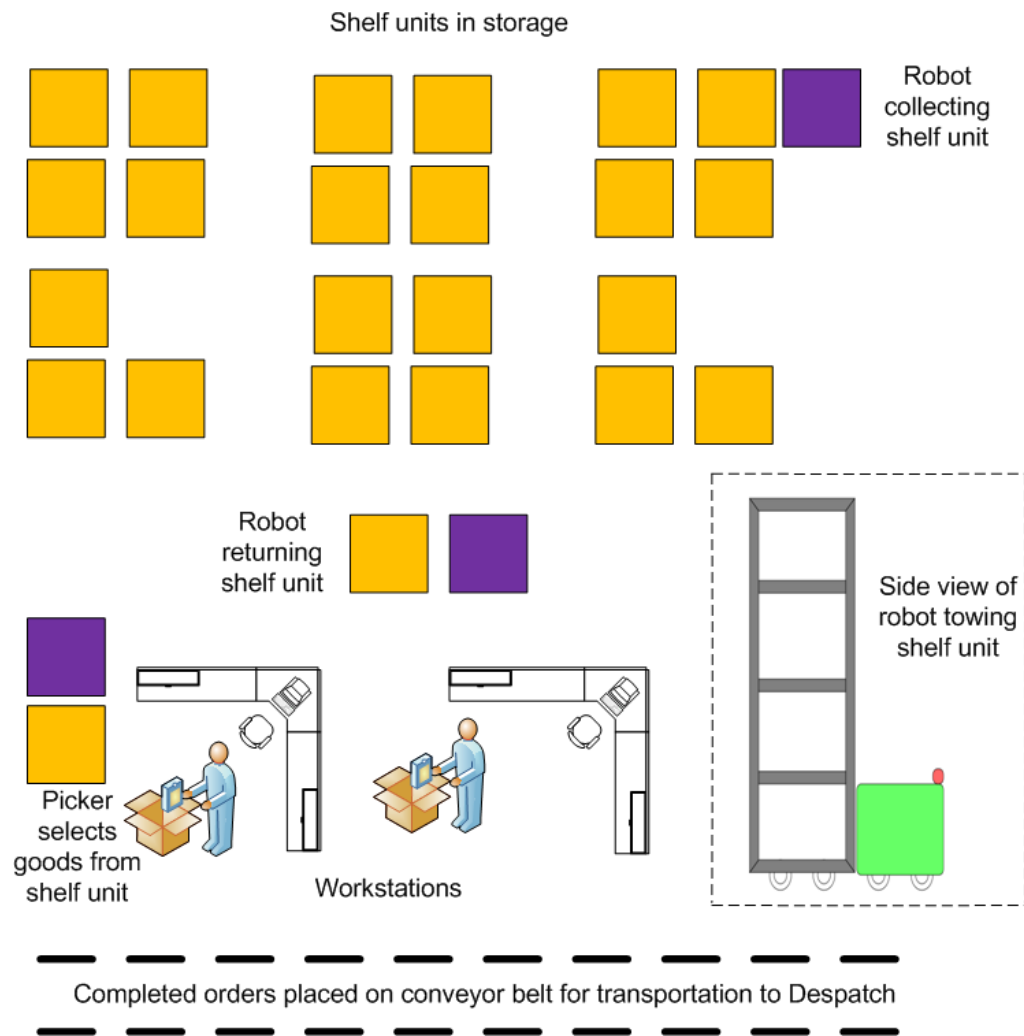 Shelf units in storage
Robot
collecting
shelf unit
Robot
returning
shelf unit
Side view of
robot towing
shelf unit
Picker
selects
goods from
shelf unit
Workstations
Completed orders placed on conveyor belt for transportation to Despatch